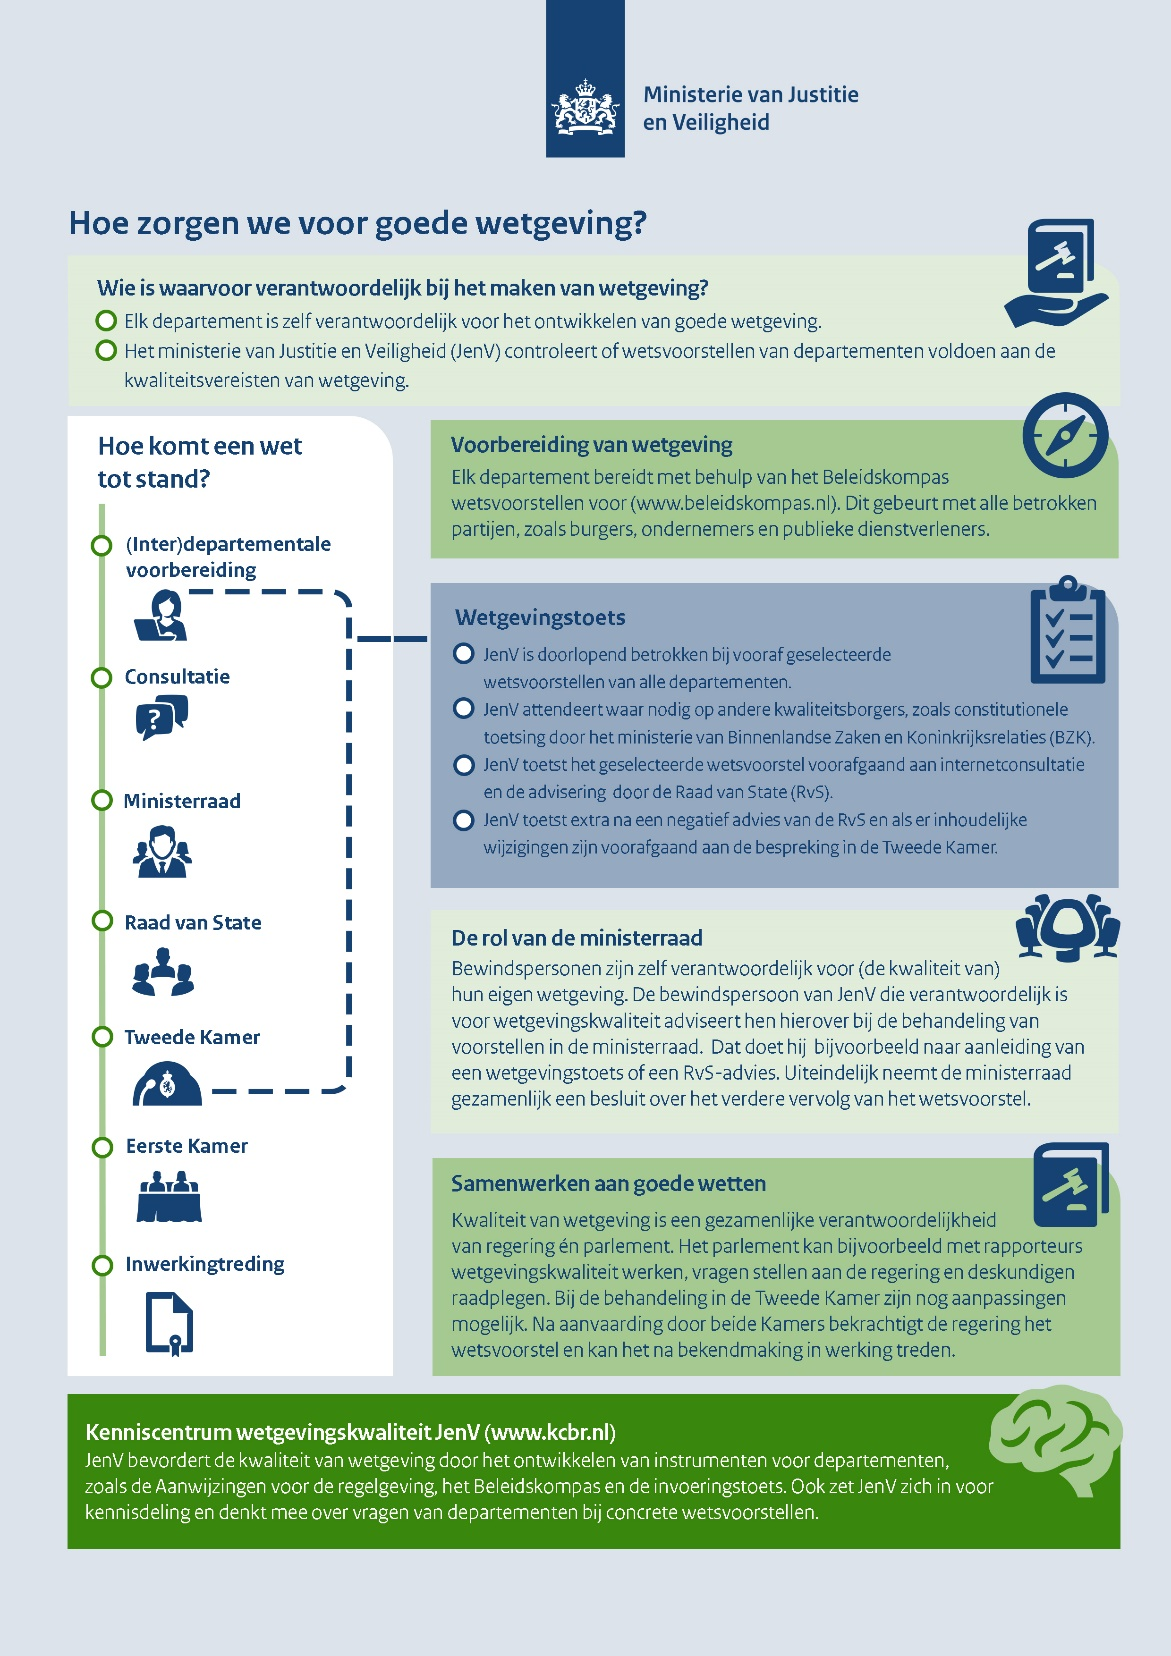 Ministerie van Justitie
en Veiligheid
Hoe zorgen we voor goede wetgeving?
Wie is waarvoor verantwoordelijk bij het maken van wetgeving?
Elk departement is zelf verantwoordelijk voor het ontwikkelen van goede wetgeving.
Het ministerie van Justitie en Veiligheid (JenV) controleert of wetsvoorstellen van departementen voldoen aan de
kwaliteitsvereisten van wetgeving.
Hoe komt een wet
tot stand?
(Inter)departementale
voorbereiding
Consultatie
?
Ministerraad
Raad van State
Tweede Kamer
Eerste Kamer
Inwerkingtreding
Voorbereiding van wetgeving
Elk departement bereidt met behulp van het Beleidskompas
wetsvoorstellen voor (www.beleidskompas.nl). Dit gebeurt met alle betrokken
partijen, zoals burgers, ondernemers en publieke dienstverleners.
Wetgevingstoets
JenV is doorlopend betrokken bij vooraf geselecteerde
wetsvoorstellen van alle departementen.
JenV attendeert waar nodig op andere kwaliteitsborgers, zoals constitutionele
toetsing door het ministerie van Binnenlandse Zaken en Koninkrijksrelaties (BZK).
JenV toetst het geselecteerde wetsvoorstel voorafgaand aan internetconsultatie
en de advisering door de Raad van State (RvS).
JenV toetst extra na een negatief advies van de RvS en als er inhoudelijke
wijzigingen zijn voorafgaand aan de bespreking in de Tweede Kamer.
De rol van de ministerraad
Bewindspersonen zijn zelf verantwoordelijk voor (de kwaliteit van)
hun eigen wetgeving. De bewindspersoon van JenV die verantwoordelijk is
voor wetgevingskwaliteit adviseert hen hierover bij de behandeling van
voorstellen in de ministerraad. Dat doet hij bijvoorbeeld naar aanleiding van
een wetgevingstoets of een RvS-advies. Uiteindelijk neemt de ministerraad
gezamenlijk een besluit over het verdere vervolg van het wetsvoorstel.
Samenwerken aan goede wetten
Kwaliteit van wetgeving is een gezamenlijke verantwoordelijkheid
van regering én parlement. Het parlement kan bijvoorbeeld met rapporteurs
wetgevingskwaliteit werken, vragen stellen aan de regering en deskundigen
raadplegen. Bij de behandeling in de Tweede Kamer zijn nog aanpassingen
mogelijk. Na aanvaarding door beide Kamers bekrachtigt de regering het
wetsvoorstel en kan het na bekendmaking in werking treden.
Kenniscentrum wetgevingskwaliteit JenV (www.kcbr.nl)
JenV bevordert de kwaliteit van wetgeving door het ontwikkelen van instrumenten voor departementen,
zoals de Aanwijzingen voor de regelgeving, het Beleidskompas en de invoeringstoets. Ook zet JenV zich in voor
kennisdeling en denkt mee over vragen van departementen bij concrete wetsvoorstellen.